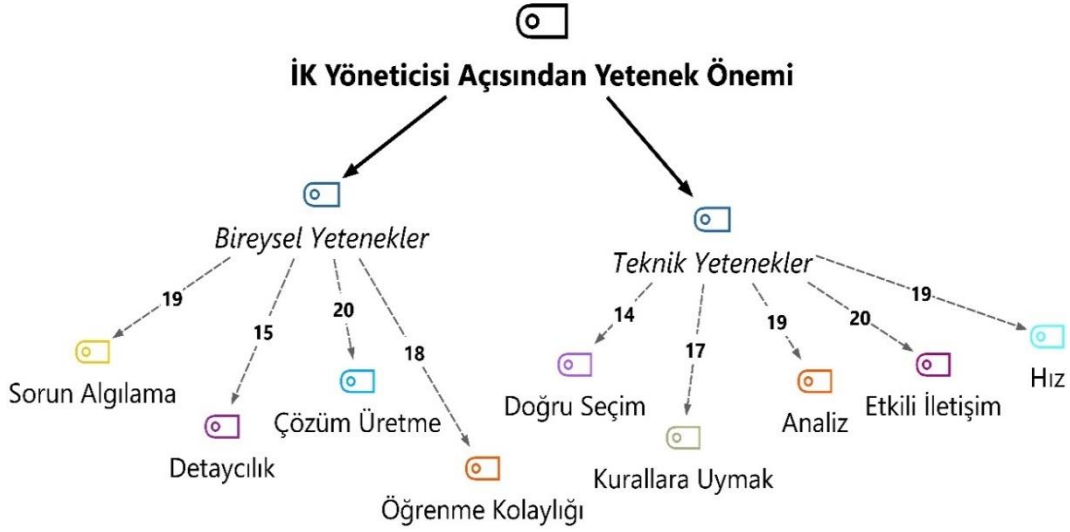 İK Yöneticisi Açısından Yetenek Önemi
Bireysel Yetenekler
Teknik Yetenekler
19
15
20
18
14
17
19
20
19
Sorun Algılama
Detaycılık
Çözüm Üretme
Öğrenme Kolaylığı
Doğru Seçim
Kurallara Uymak
Analiz
Etkili İletişim
Hız